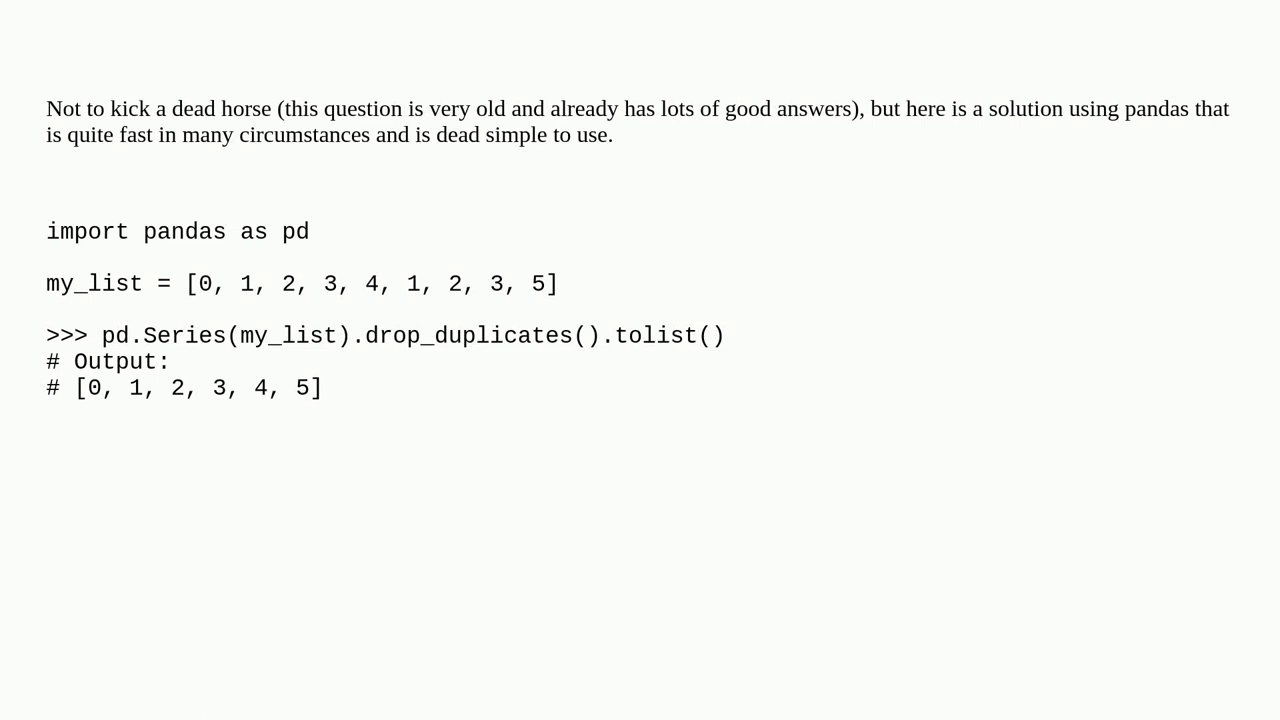 Not to kick a dead horse (this question is very old and already has lots of good answers), but here is a solution using pandas that
is quite fast in many circumstances and is dead simple to use.
import pandas as pd
my_list = [0, 1, 2, 3, 4, 1, 2, 3, 5]
>>> pd.Series(my_list).drop_duplicates().tolist()
# Output:
# [0, 1, 2, 3, 4, 5]